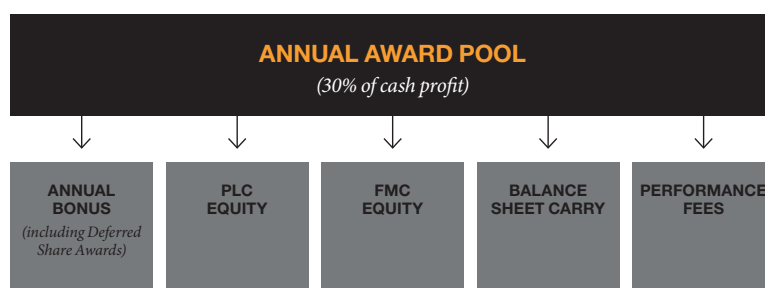 ANNUAL AWARD POOL
(30% of cash profit)
ANNUAL
BONUS
(including Deferred
Share Awards)
PLC
EQUITY
FMC
EQUITY
BALANCE
SHEET CARRY
PERFORMANCE
FEES